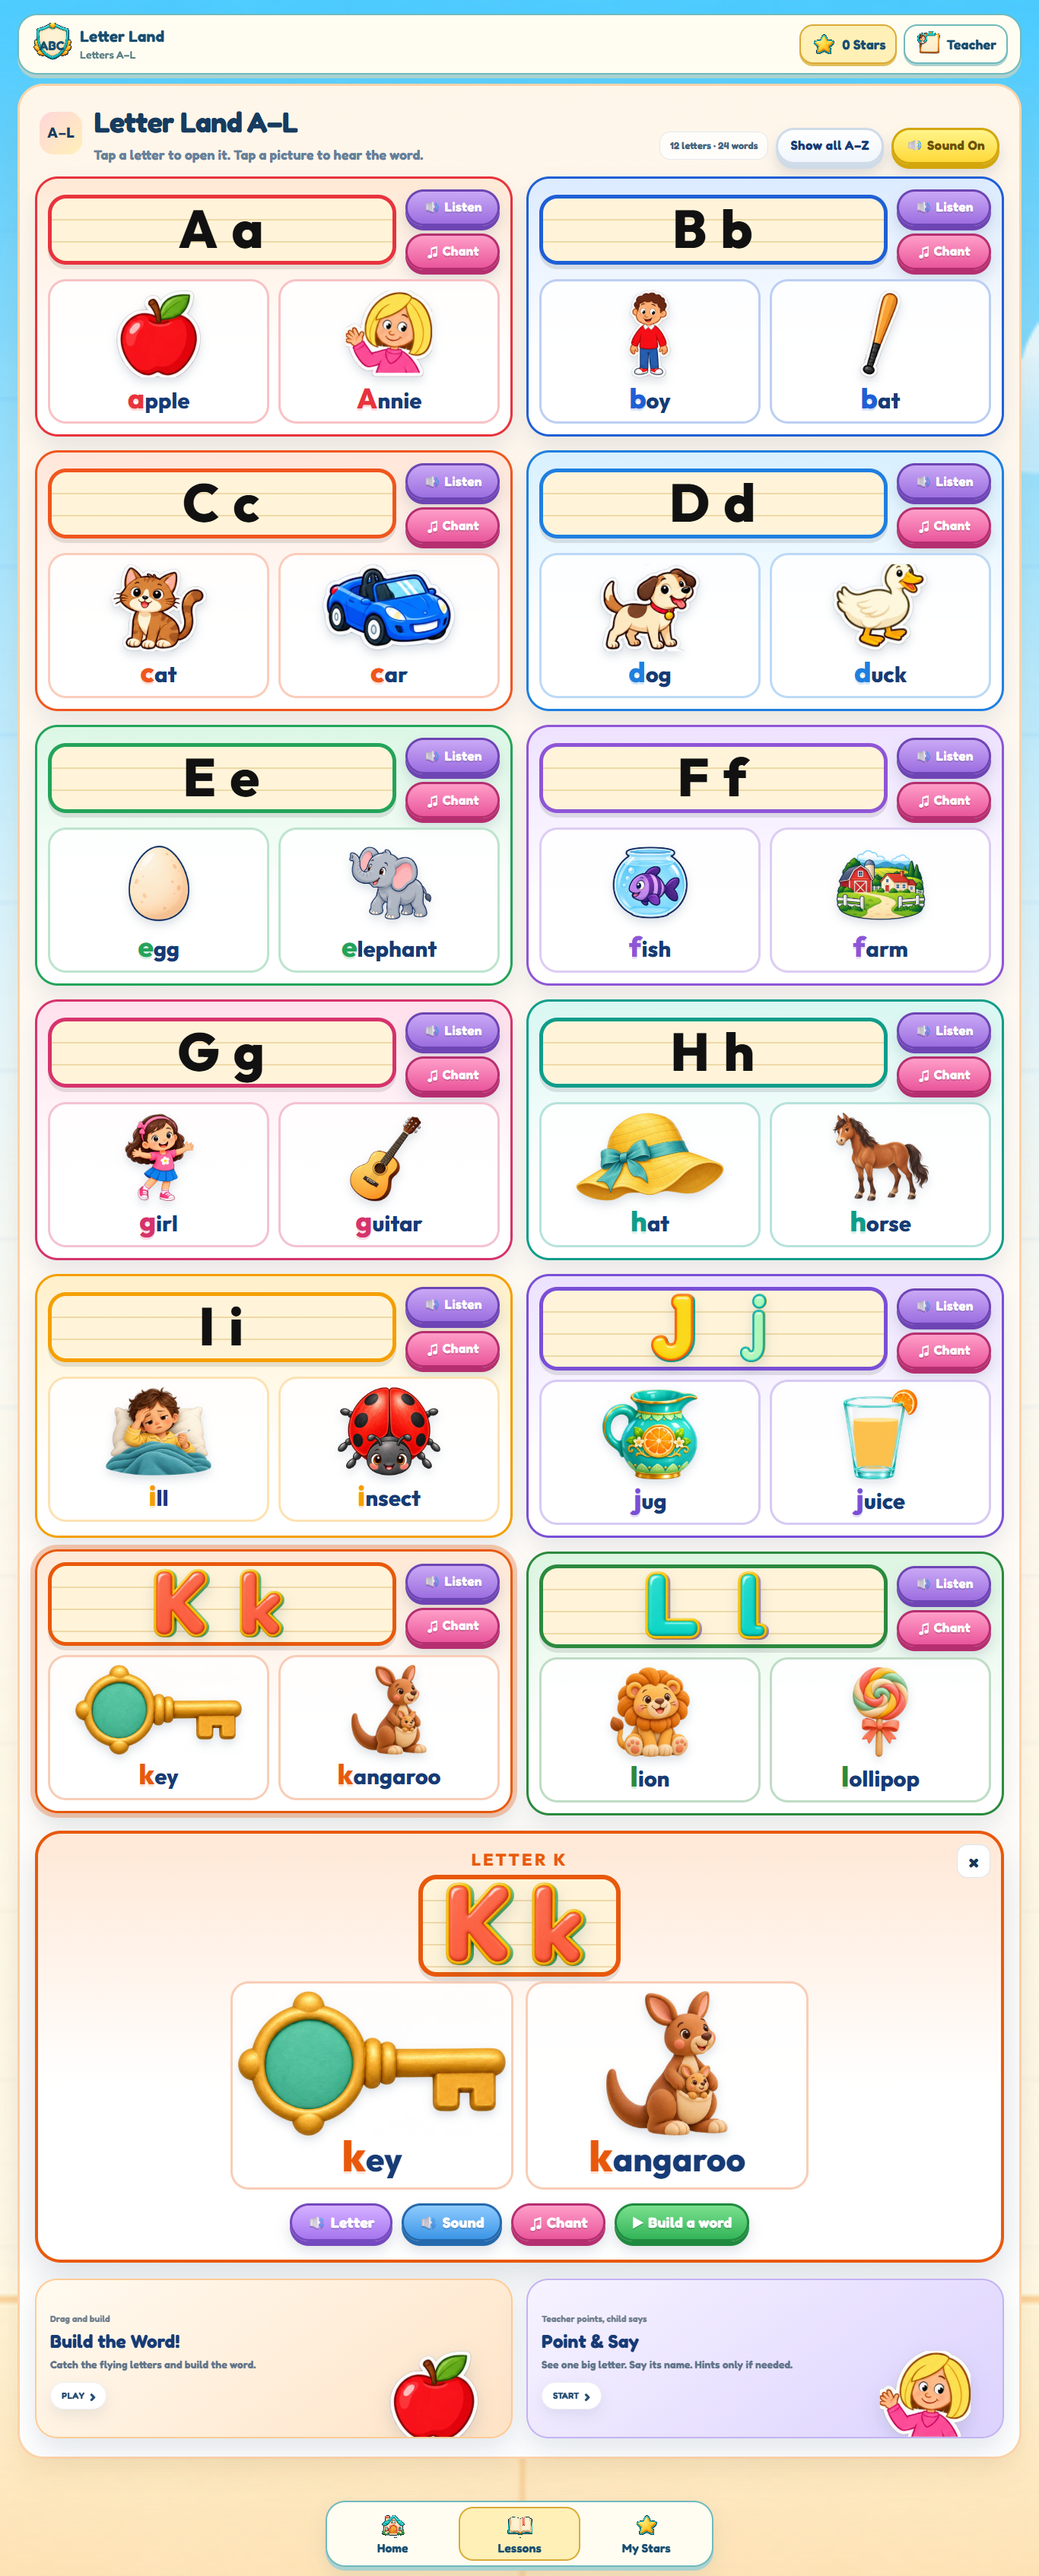 ABC
Letter Land
Letters A–L
0 Stars
Teacher
A–L
Letter Land A–L
Tap a letter to open it. Tap a picture to hear the word.
12 letters · 24 words
Show all A–Z
Sound On
A a
Listen
Chant
apple
Annie
B b
Listen
Chant
boy
bat
C c
Listen
Chant
cat
car
D d
Listen
Chant
dog
duck
E e
Listen
Chant
egg
elephant
F f
Listen
Chant
fish
farm
G g
Listen
Chant
girl
guitar
H h
Listen
Chant
hat
horse
I i
Listen
Chant
ill
insect
J j
Listen
Chant
jug
juice
K k
Listen
Chant
key
kangaroo
L l
Listen
Chant
lion
lollipop
LETTER K
K k
key
kangaroo
Letter
Sound
Chant
Build a word
Drag and build
Build the Word!
Catch the flying letters and build the word.
PLAY
Teacher points, child says
Point & Say
See one big letter. Say its name. Hints only if needed.
START
Home
Lessons
My Stars